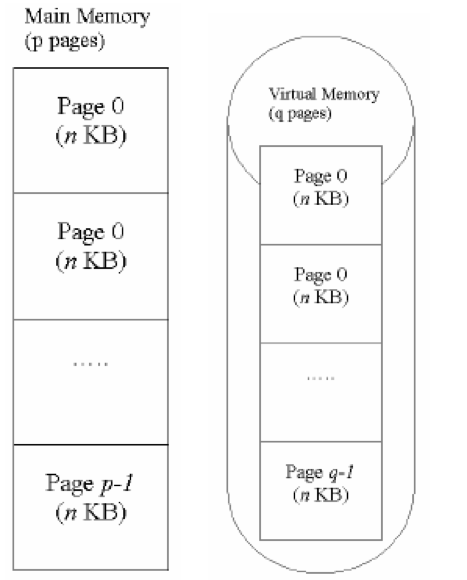 Main Memory
(p pages)
Page 0
(n KB)
Page 0
(n KB)
.....
Page p-1
(n KB)
Virtual Memory
(q pages)
Page 0
(n KB)
Page 0
(n KB)
.....
Page q-1
(n KB)